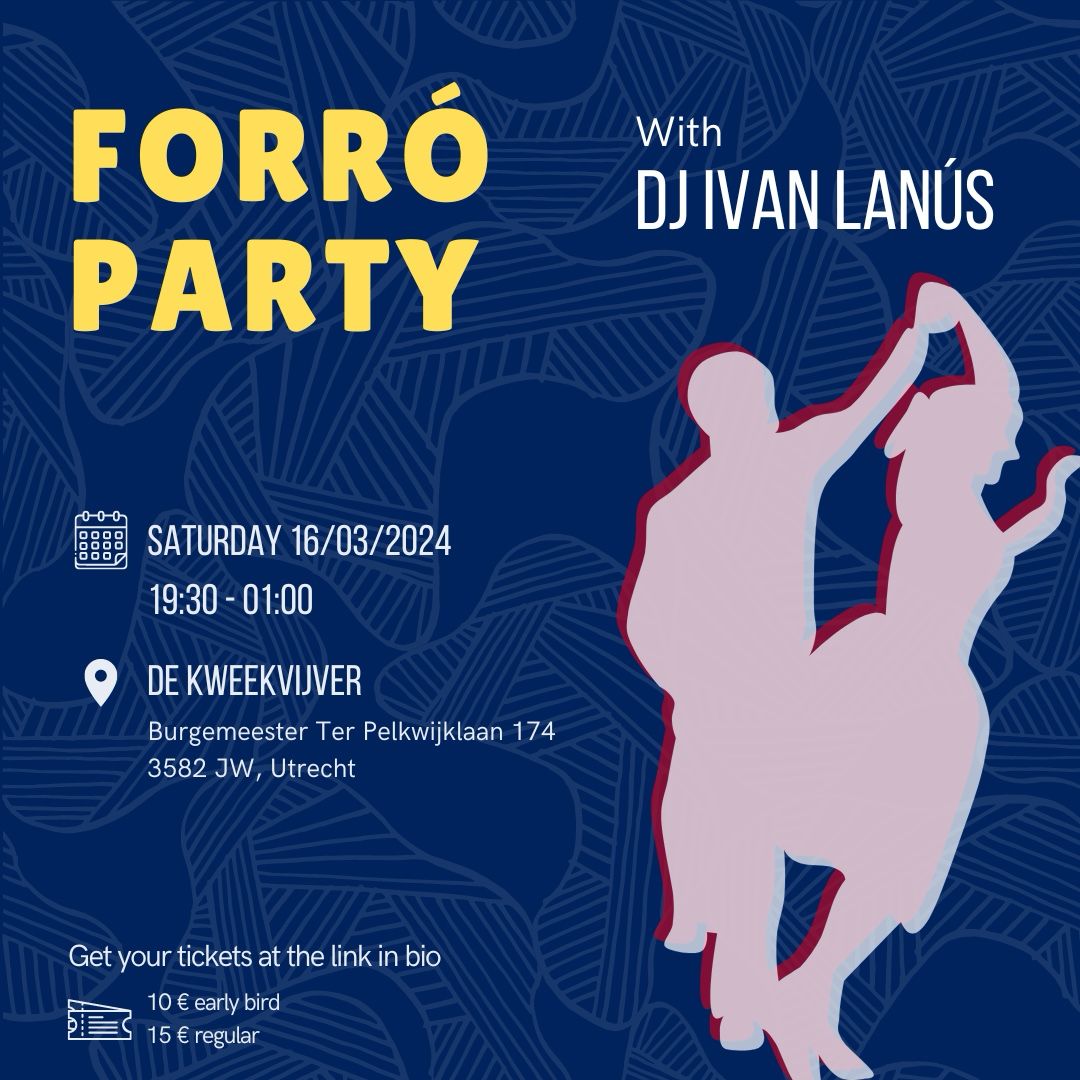 FORRÓ
PARTY
With
DJ IVAN LANÚS
SATURDAY 16/03/2024
19:30 - 01:00
DE KWEEKVIJVER
Burgemeester Ter Pelkwijklaan 174
3582 JW, Utrecht
Get your tickets at the link in bio
10 € early bird
15 € regular